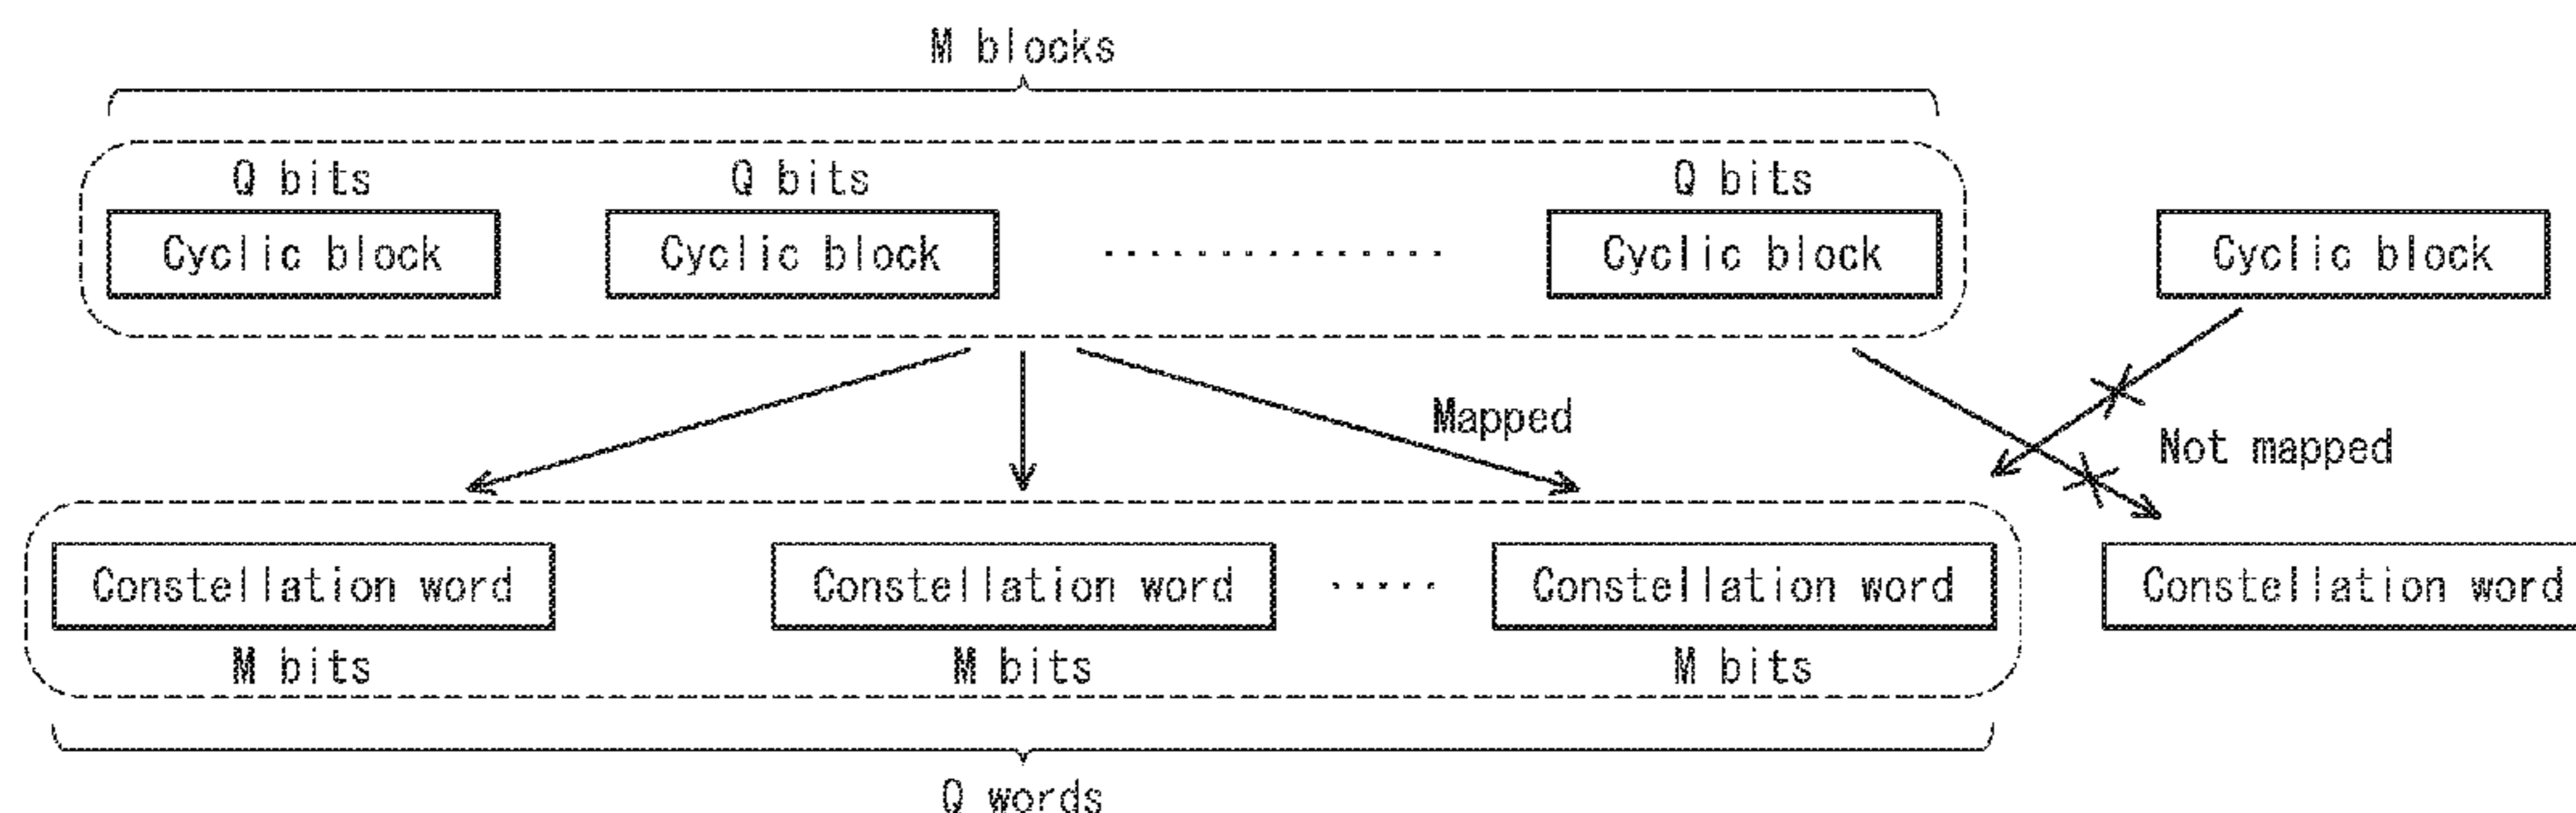 M blocks
Q bits Q bits Q bits
Cyclic block Cyclic block ............... Cyclic block Cyclic block
Mapped
Not mapped
Constellation word Constellation word ..... Constellation word Constellation word
M bits M bits M bits
Q words